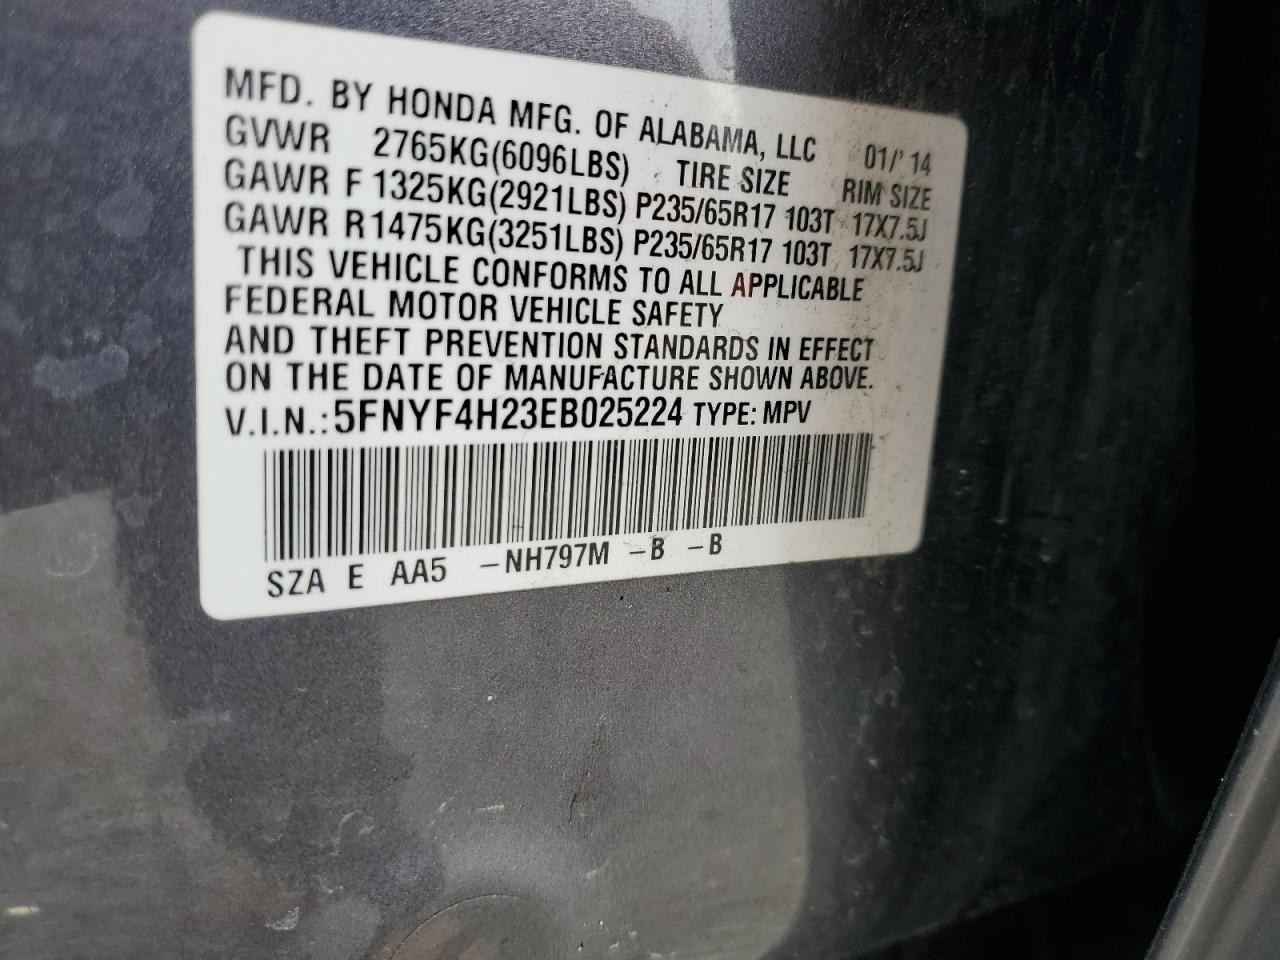 MFD. BY HONDA MFG. OF ALABAMA, LLC 01/'14
GVWR 2765KG(6096LBS) TIRE SIZE RIM SIZE
GAWR F 1325KG(2921LBS) P235/65R17 103T 17X7.5J
GAWR R1475KG(3251LBS) P235/65R17 103T 17X7.5J
THIS VEHICLE CONFORMS TO ALL APPLICABLE
FEDERAL MOTOR VEHICLE SAFETY
AND THEFT PREVENTION STANDARDS IN EFFECT
ON THE DATE OF MANUFACTURE SHOWN ABOVE.
V.I.N.: 5FNYF4H23EB025224 TYPE: MPV
SZA E AA5 -NH797M -B -B